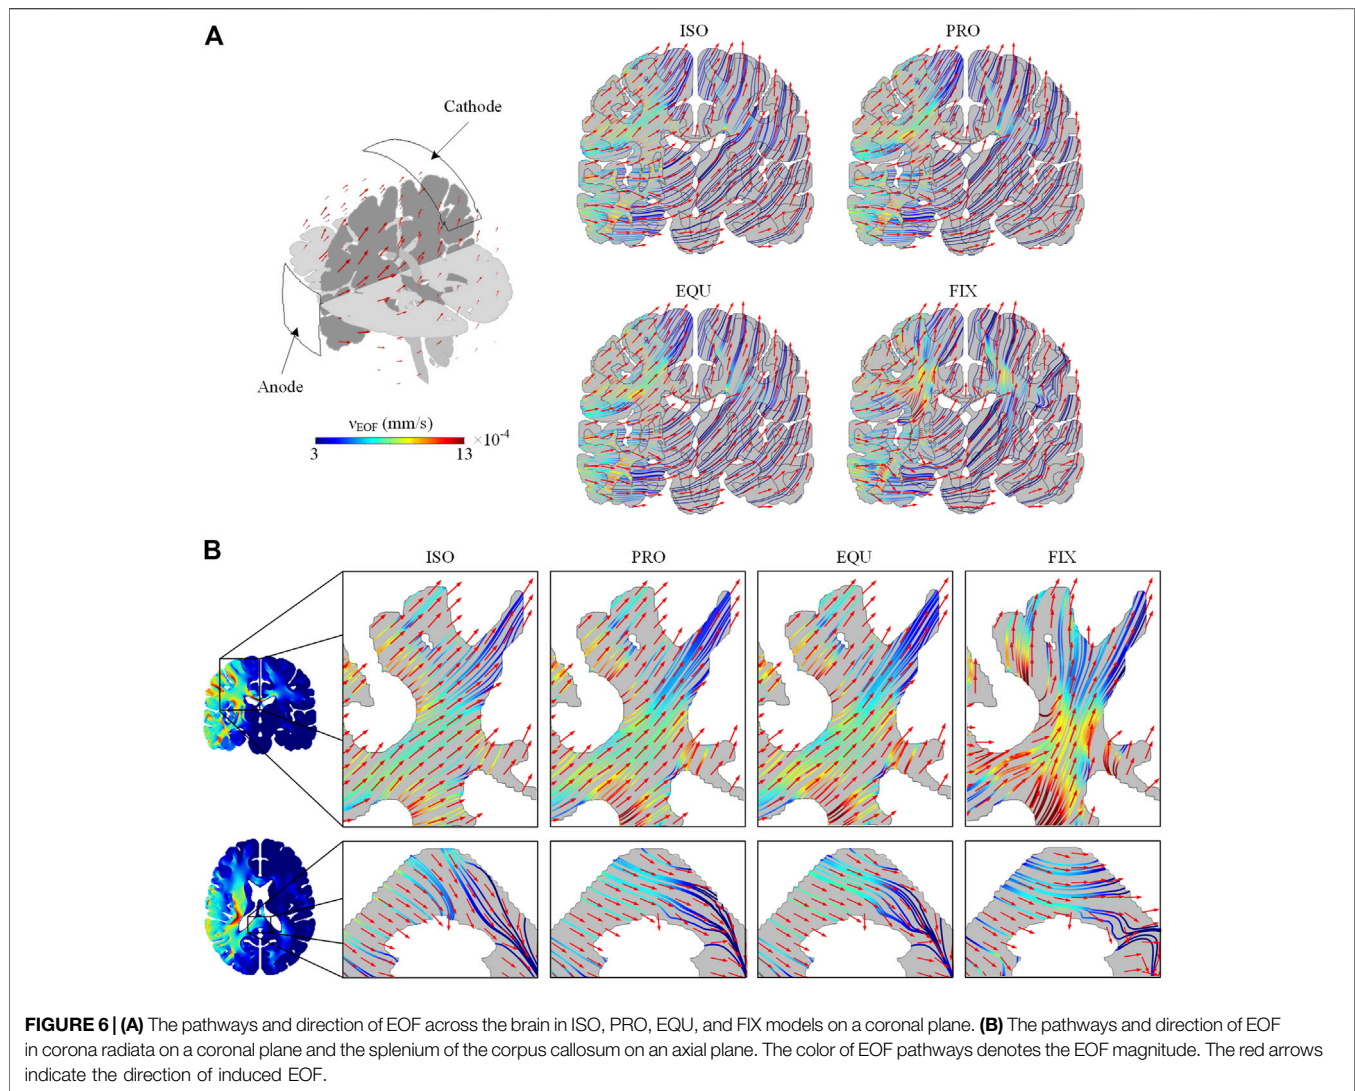 A
ISO
PRO
Cathode
Anode
EQU
FIX
vEOF (mm/s)
×10-4
3
13
B
ISO
PRO
EQU
FIX
FIGURE 6 | (A) The pathways and direction of EOF across the brain in ISO, PRO, EQU, and FIX models on a coronal plane. (B) The pathways and direction of EOF
in corona radiata on a coronal plane and the splenium of the corpus callosum on an axial plane. The color of EOF pathways denotes the EOF magnitude. The red arrows
indicate the direction of induced EOF.